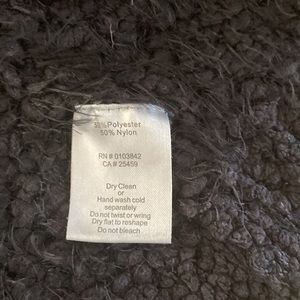 50%Polyester
50% Nylon
RN # 0103842
CA # 25459
Dry Clean
or
Hand wash cold
separately
Do not twist or wring
Dry flat to reshape
Do not bleach